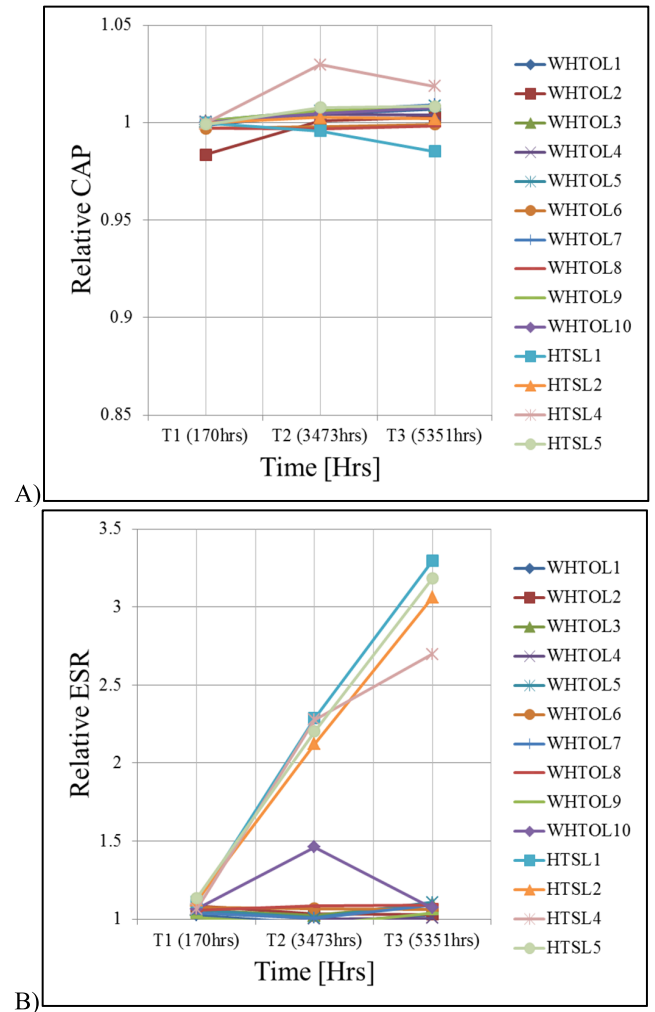 1.05
1
0.95
0.9
0.85
Relative CAP
T1 (170hrs) T2 (3473hrs) T3 (5351hrs)
Time [Hrs]
WHTOL1
WHTOL2
WHTOL3
WHTOL4
WHTOL5
WHTOL6
WHTOL7
WHTOL8
WHTOL9
WHTOL10
HTSL1
HTSL2
HTSL4
HTSL5
A)
3.5
3
2.5
2
1.5
1
Relative ESR
T1 (170hrs) T2 (3473hrs) T3 (5351hrs)
Time [Hrs]
WHTOL1
WHTOL2
WHTOL3
WHTOL4
WHTOL5
WHTOL6
WHTOL7
WHTOL8
WHTOL9
WHTOL10
HTSL1
HTSL2
HTSL4
HTSL5
B)